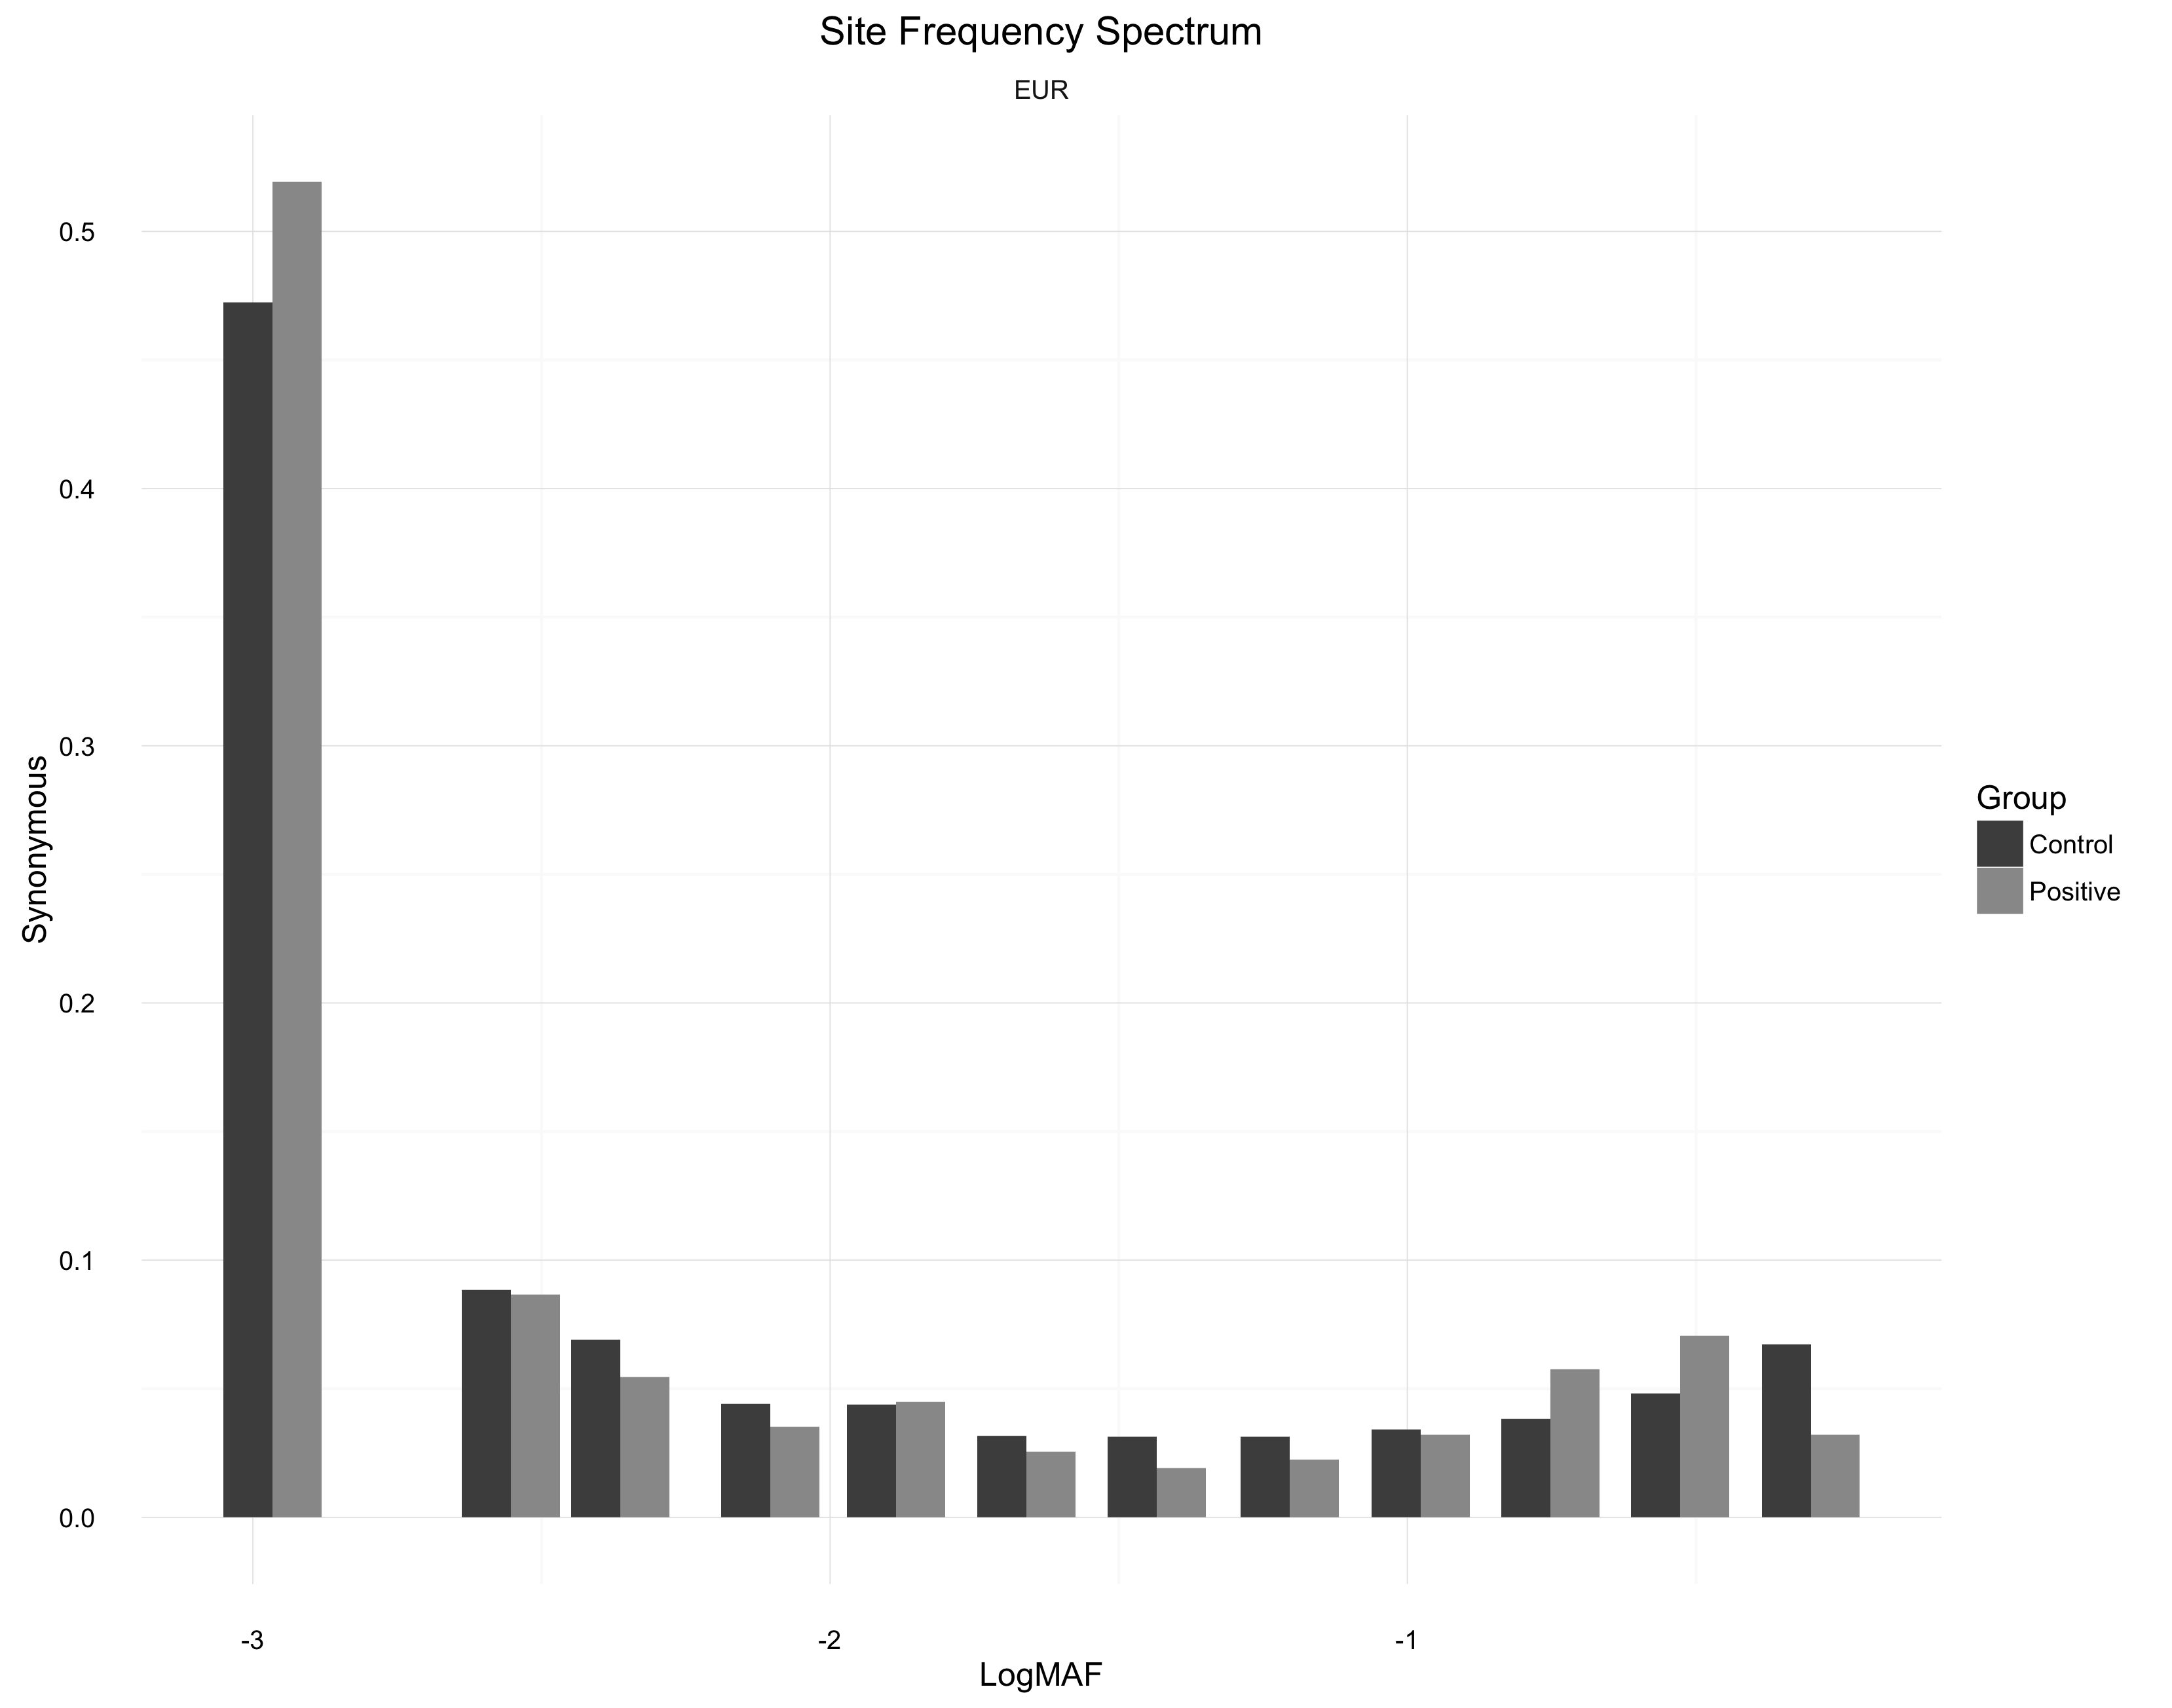 Site Frequency Spectrum
EUR
0.5
0.4
0.3
0.2
0.1
0.0
Synonymous
-3
-2
-1
LogMAF
Group
Control
Positive